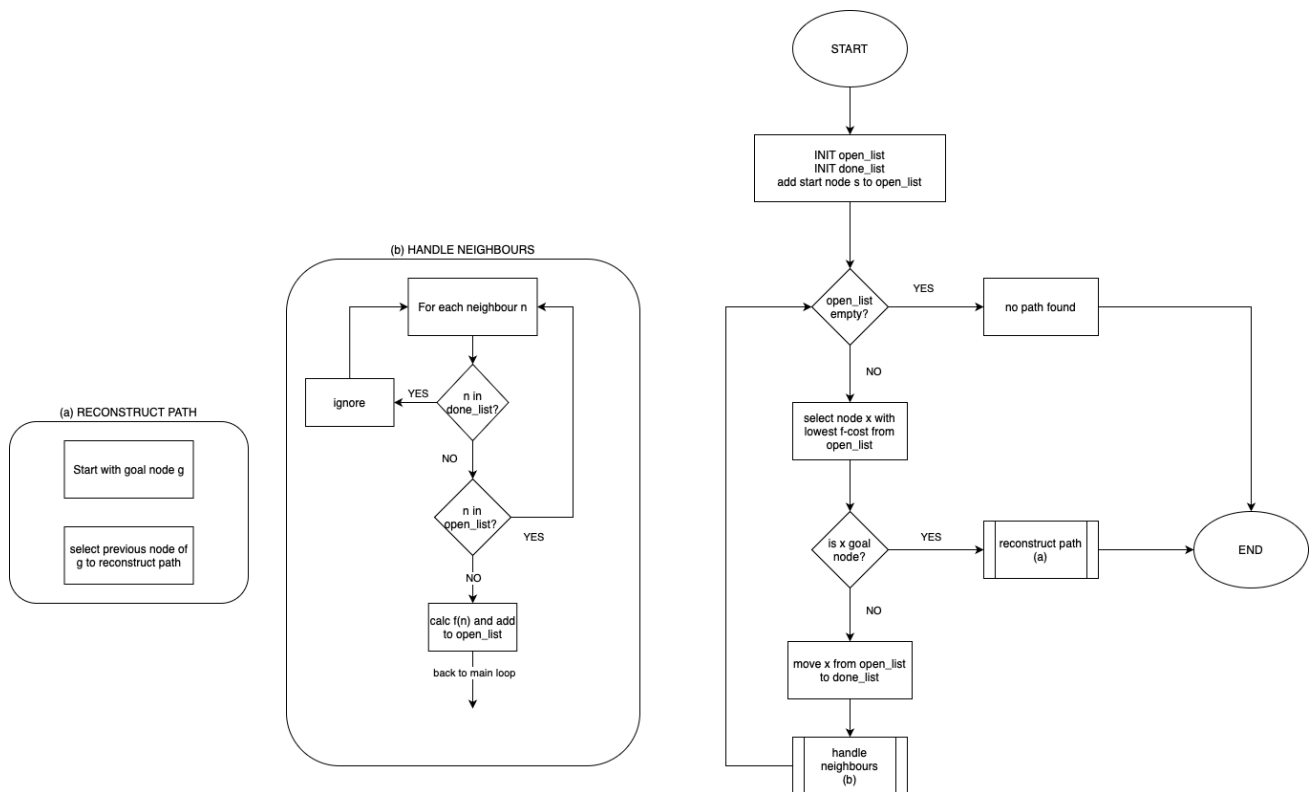 START
INIT open_list
INIT done_list
add start node s to open_list
open_list
empty?
YES
no path found
NO
select node x with
lowest f-cost from
open_list
is x goal
node?
YES
reconstruct path
(a)
END
NO
move x from open_list
to done_list
handle
neighbours
(b)
(b) HANDLE NEIGHBOURS
For each neighbour n
n in
done_list?
YES
ignore
NO
n in
open_list?
YES
NO
calc f(n) and add
to open_list
back to main loop
(a) RECONSTRUCT PATH
Start with goal node g
select previous node of
g to reconstruct path